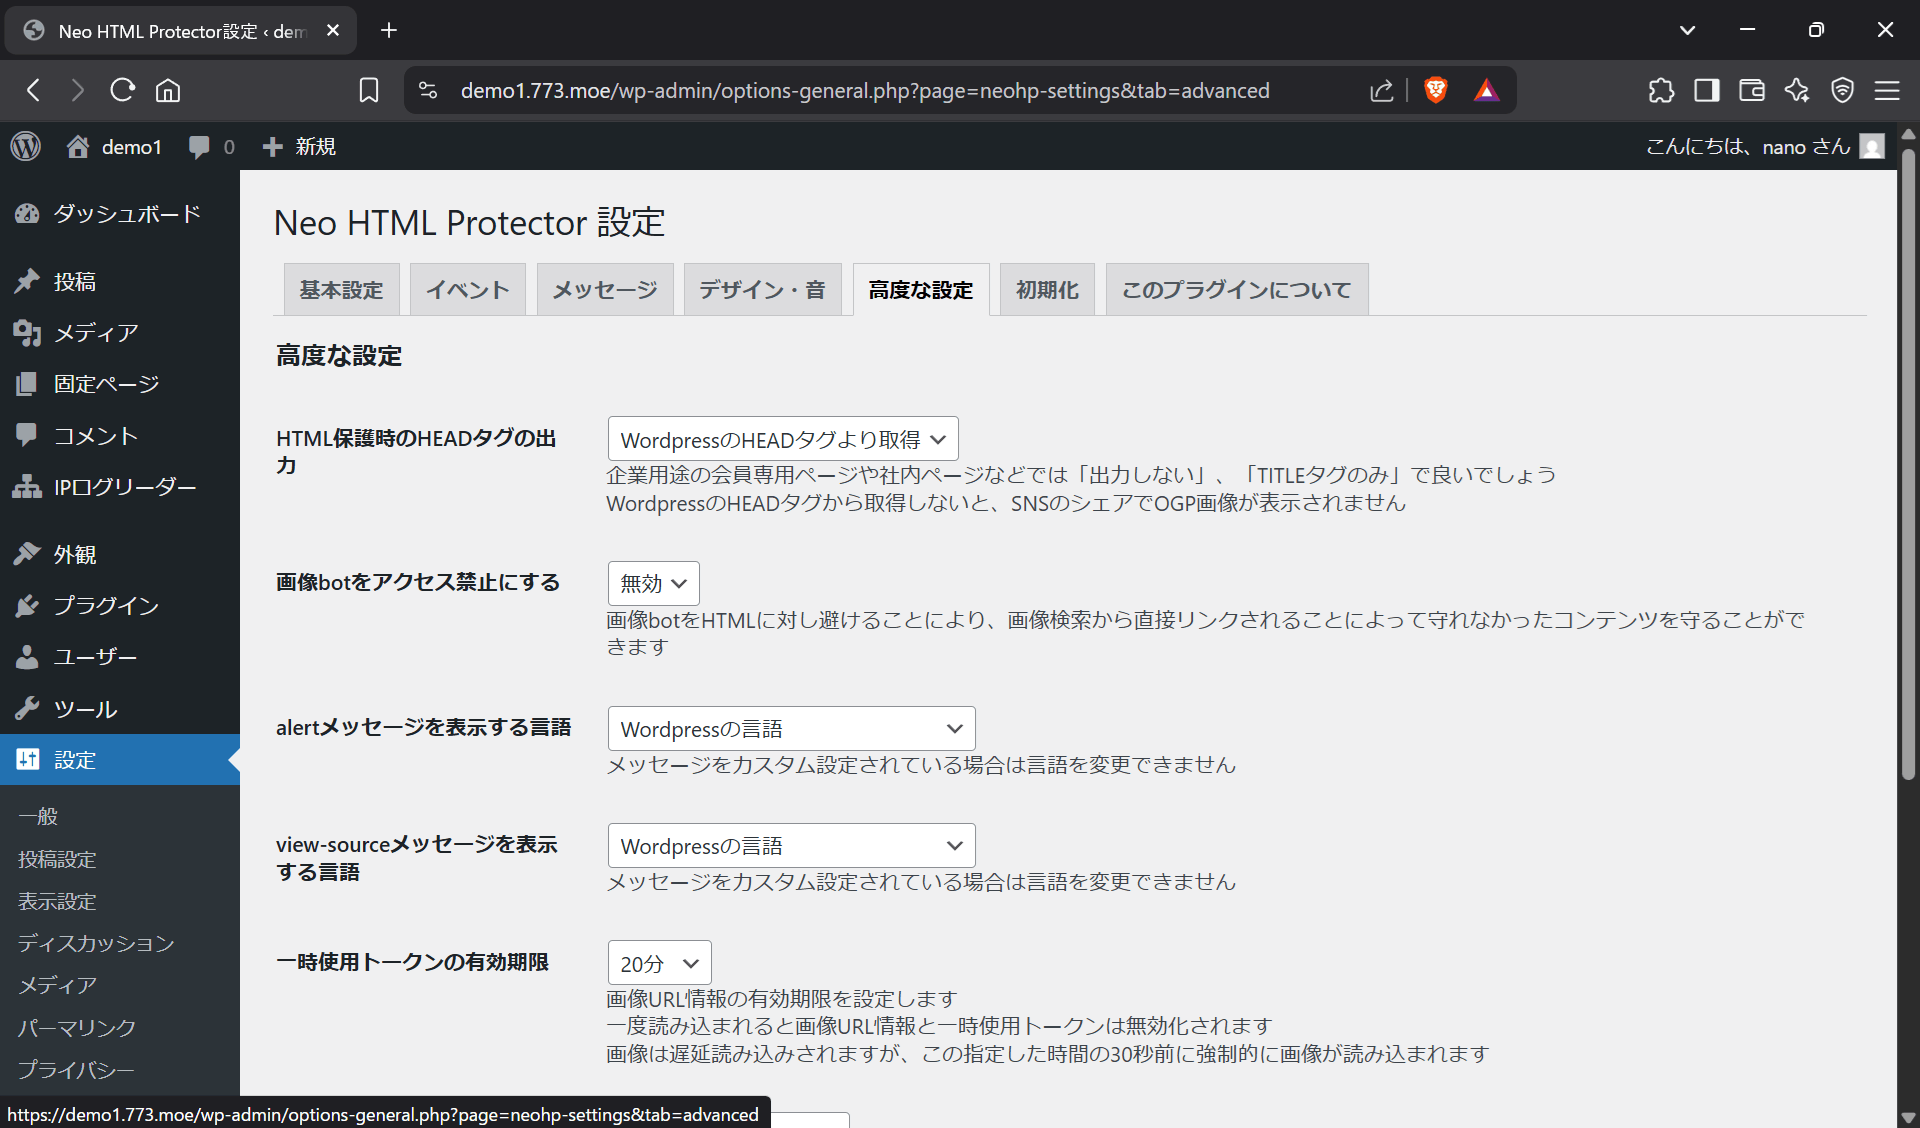 Neo HTML Protector設定 ‹ dem
demo1.773.moe/wp-admin/options-general.php?page=neohp-settings&tab=advanced
demo1
0
新規
こんにちは、nano さん
ダッシュボード
投稿
メディア
固定ページ
コメント
IPログリーダー
外観
プラグイン
ユーザー
ツール
設定
一般
投稿設定
表示設定
ディスカッション
メディア
パーマリンク
プライバシー
Neo HTML Protector 設定
基本設定
イベント
メッセージ
デザイン・音
高度な設定
初期化
このプラグインについて
高度な設定
HTML保護時のHEADタグの出
力
WordpressのHEADタグより取得
企業用途の会員専用ページや社内ページなどでは「出力しない」、「TITLEタグのみ」で良いでしょう
WordpressのHEADタグから取得しないと、SNSのシェアでOGP画像が表示されません
画像botをアクセス禁止にする
無効
画像botをHTMLに対し避けることにより、画像検索から直接リンクされることによって守れなかったコンテンツを守ることがで
きます
alertメッセージを表示する言語
Wordpressの言語
メッセージをカスタム設定されている場合は言語を変更できません
view-sourceメッセージを表示
する言語
Wordpressの言語
メッセージをカスタム設定されている場合は言語を変更できません
一時使用トークンの有効期限
20分
画像URL情報の有効期限を設定します
一度読み込まれると画像URL情報と一時使用トークンは無効化されます
画像は遅延読み込みされますが、この指定した時間の30秒前に強制的に画像が読み込まれます
https://demo1.773.moe/wp-admin/options-general.php?page=neohp-settings&tab=advanced